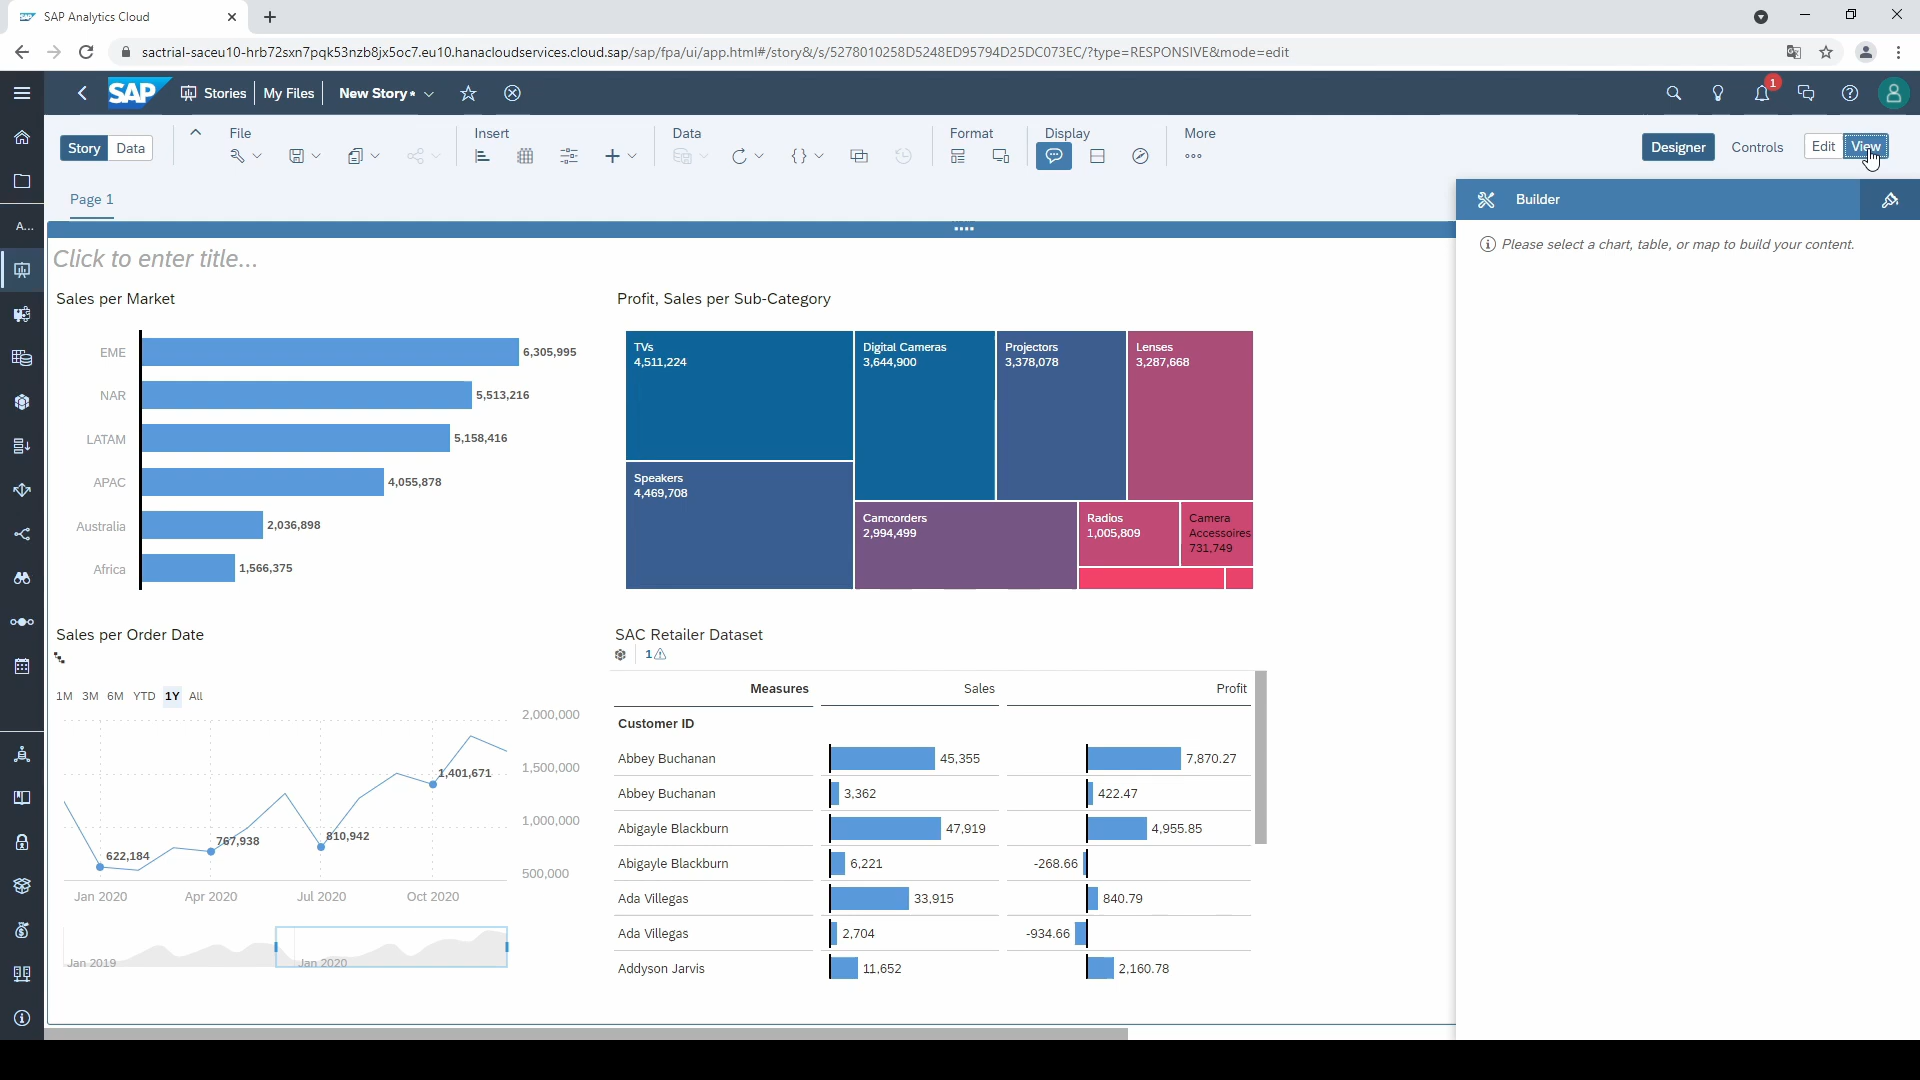 SAP Analytics Cloud
sactrial-saceu10-hrb72sxn7pqk53nzb8jx5oc7.eu10.hanacloudservices.cloud.sap/sap/fpa/ui/app.html#/story&/s/5278010258D5248ED95794D25DC073EC/?type=RESPONSIVE&mode=edit
SAP Stories My Files New Story* 1
File Insert Data Format Display More
Story Data Designer Controls Edit View
Page 1
Builder
Please select a chart, table, or map to build your content.
Click to enter title...
Sales per Market
EME 6,305,995
NAR 5,513,216
LATAM 5,158,416
APAC 4,055,878
Australia 2,036,898
Africa 1,566,375
Profit, Sales per Sub-Category
TVs
4,511,224
Digital Cameras
3,644,900
Projectors
3,378,078
Lenses
3,287,668
Speakers
4,469,708
Camcorders
2,994,499
Radios
1,005,809
Camera
Accessoires
731,749
Sales per Order Date
1M 3M 6M YTD 1Y All
2,000,000
1,500,000
1,000,000
500,000
622,184
767,938
810,942
1,401,671
Jan 2020 Apr 2020 Jul 2020 Oct 2020
Jan 2019 Jan 2020
SAC Retailer Dataset
1
Measures Sales Profit
Customer ID
Abbey Buchanan 45,355 7,870.27
Abbey Buchanan 3,362 422.47
Abigayle Blackburn 47,919 4,955.85
Abigayle Blackburn 6,221 -268.66
Ada Villegas 33,915 840.79
Ada Villegas 2,704 -934.66
Addyson Jarvis 11,652 2,160.78
A...